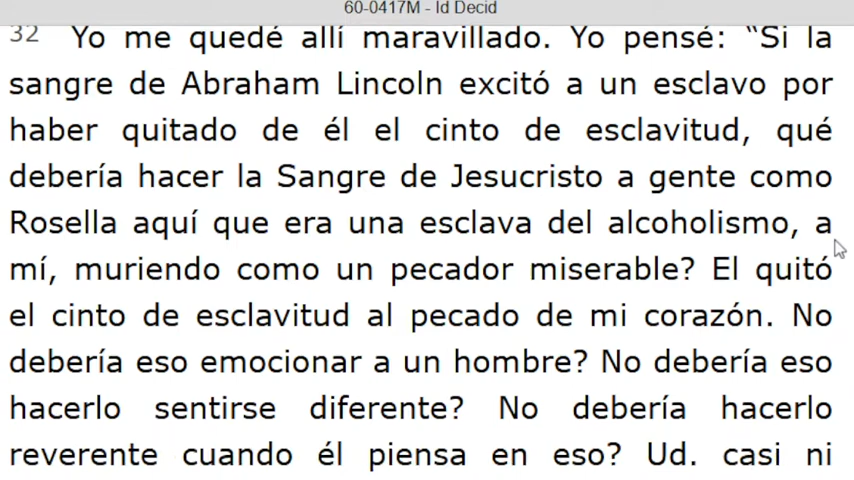 60-0417M - Id Decid
32 Yo me quedé allí maravillado. Yo pensé: “Si la
sangre de Abraham Lincoln excitó a un esclavo por
haber quitado de él el cinto de esclavitud, qué
debería hacer la Sangre de Jesucristo a gente como
Rosella aquí que era una esclava del alcoholismo, a
mí, muriendo como un pecador miserable? El quitó
el cinto de esclavitud al pecado de mi corazón. No
debería eso emocionar a un hombre? No debería eso
hacerlo sentirse diferente? No debería hacerlo
reverente cuando él piensa en eso? Ud. casi ni